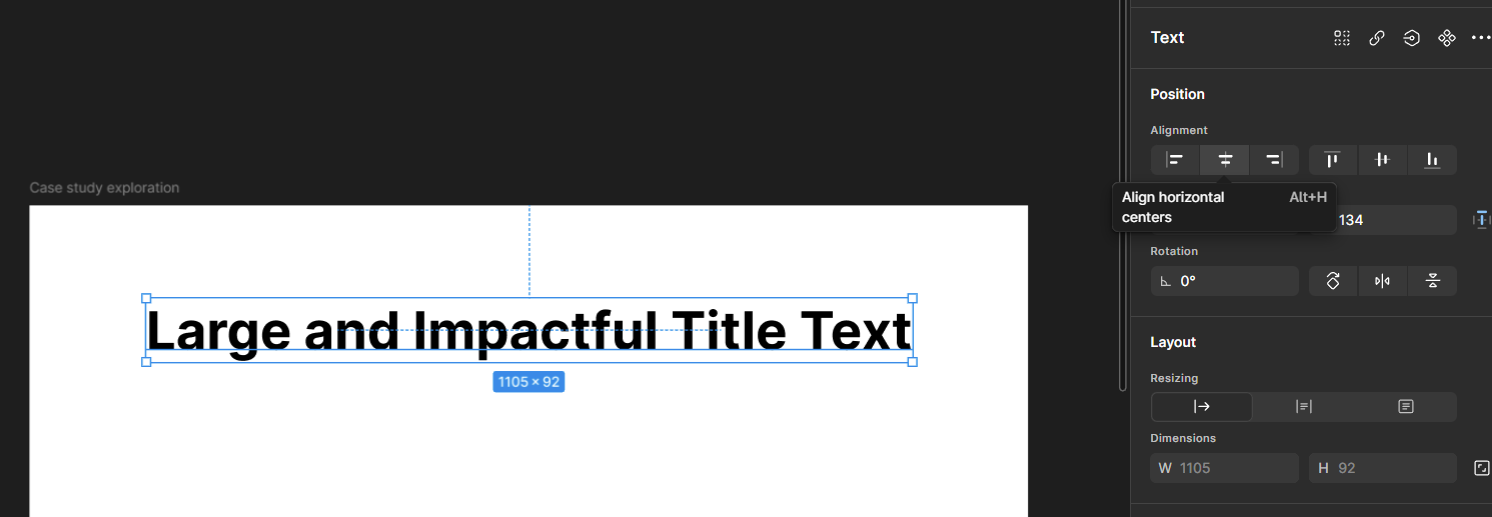 Text
Position
Alignment
Case study exploration
Align horizontal Alt+H
centers
134
Rotation
0°
Large and Impactful Title Text
Layout
1105 × 92
Resizing
Dimensions
W 1105 H 92